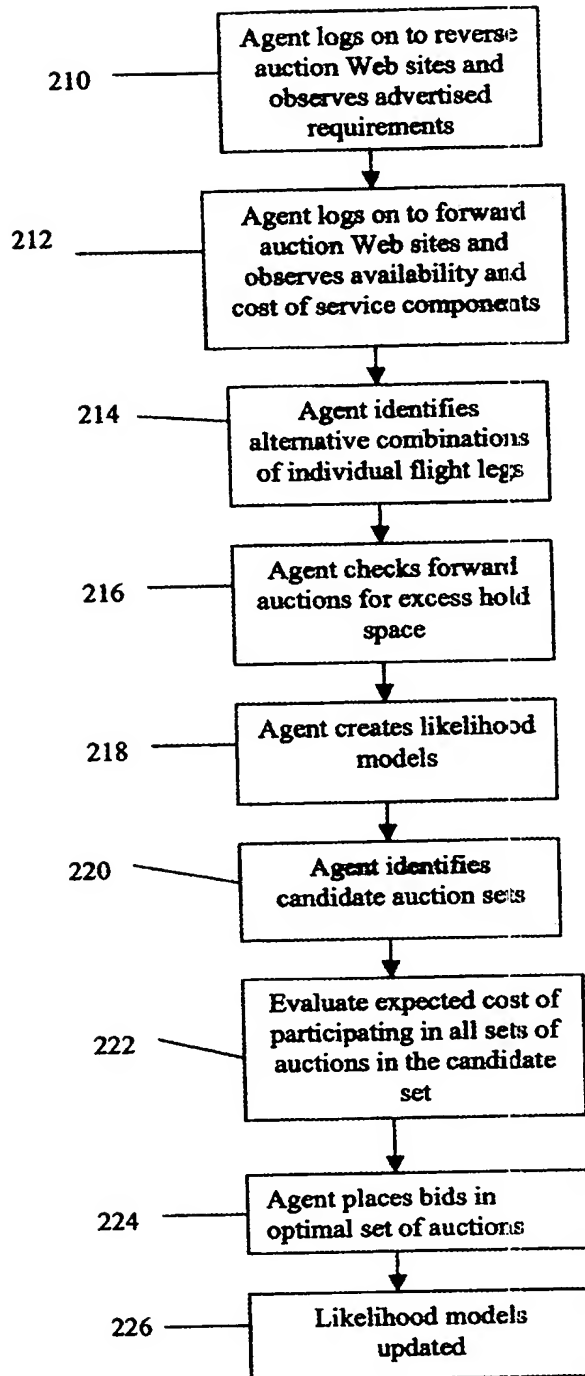 210
Agent logs on to reverse
auction Web sites and
observes advertised
requirements
212
Agent logs on to forward
auction Web sites and
observes availability and
cost of service components
214
Agent identifies
alternative combinations
of individual flight legs
216
Agent checks forward
auctions for excess hold
space
218
Agent creates likelihood
models
220
Agent identifies
candidate auction sets
222
Evaluate expected cost of
participating in all sets of
auctions in the candidate
set
224
Agent places bids in
optimal set of auctions
226
Likelihood models
updated